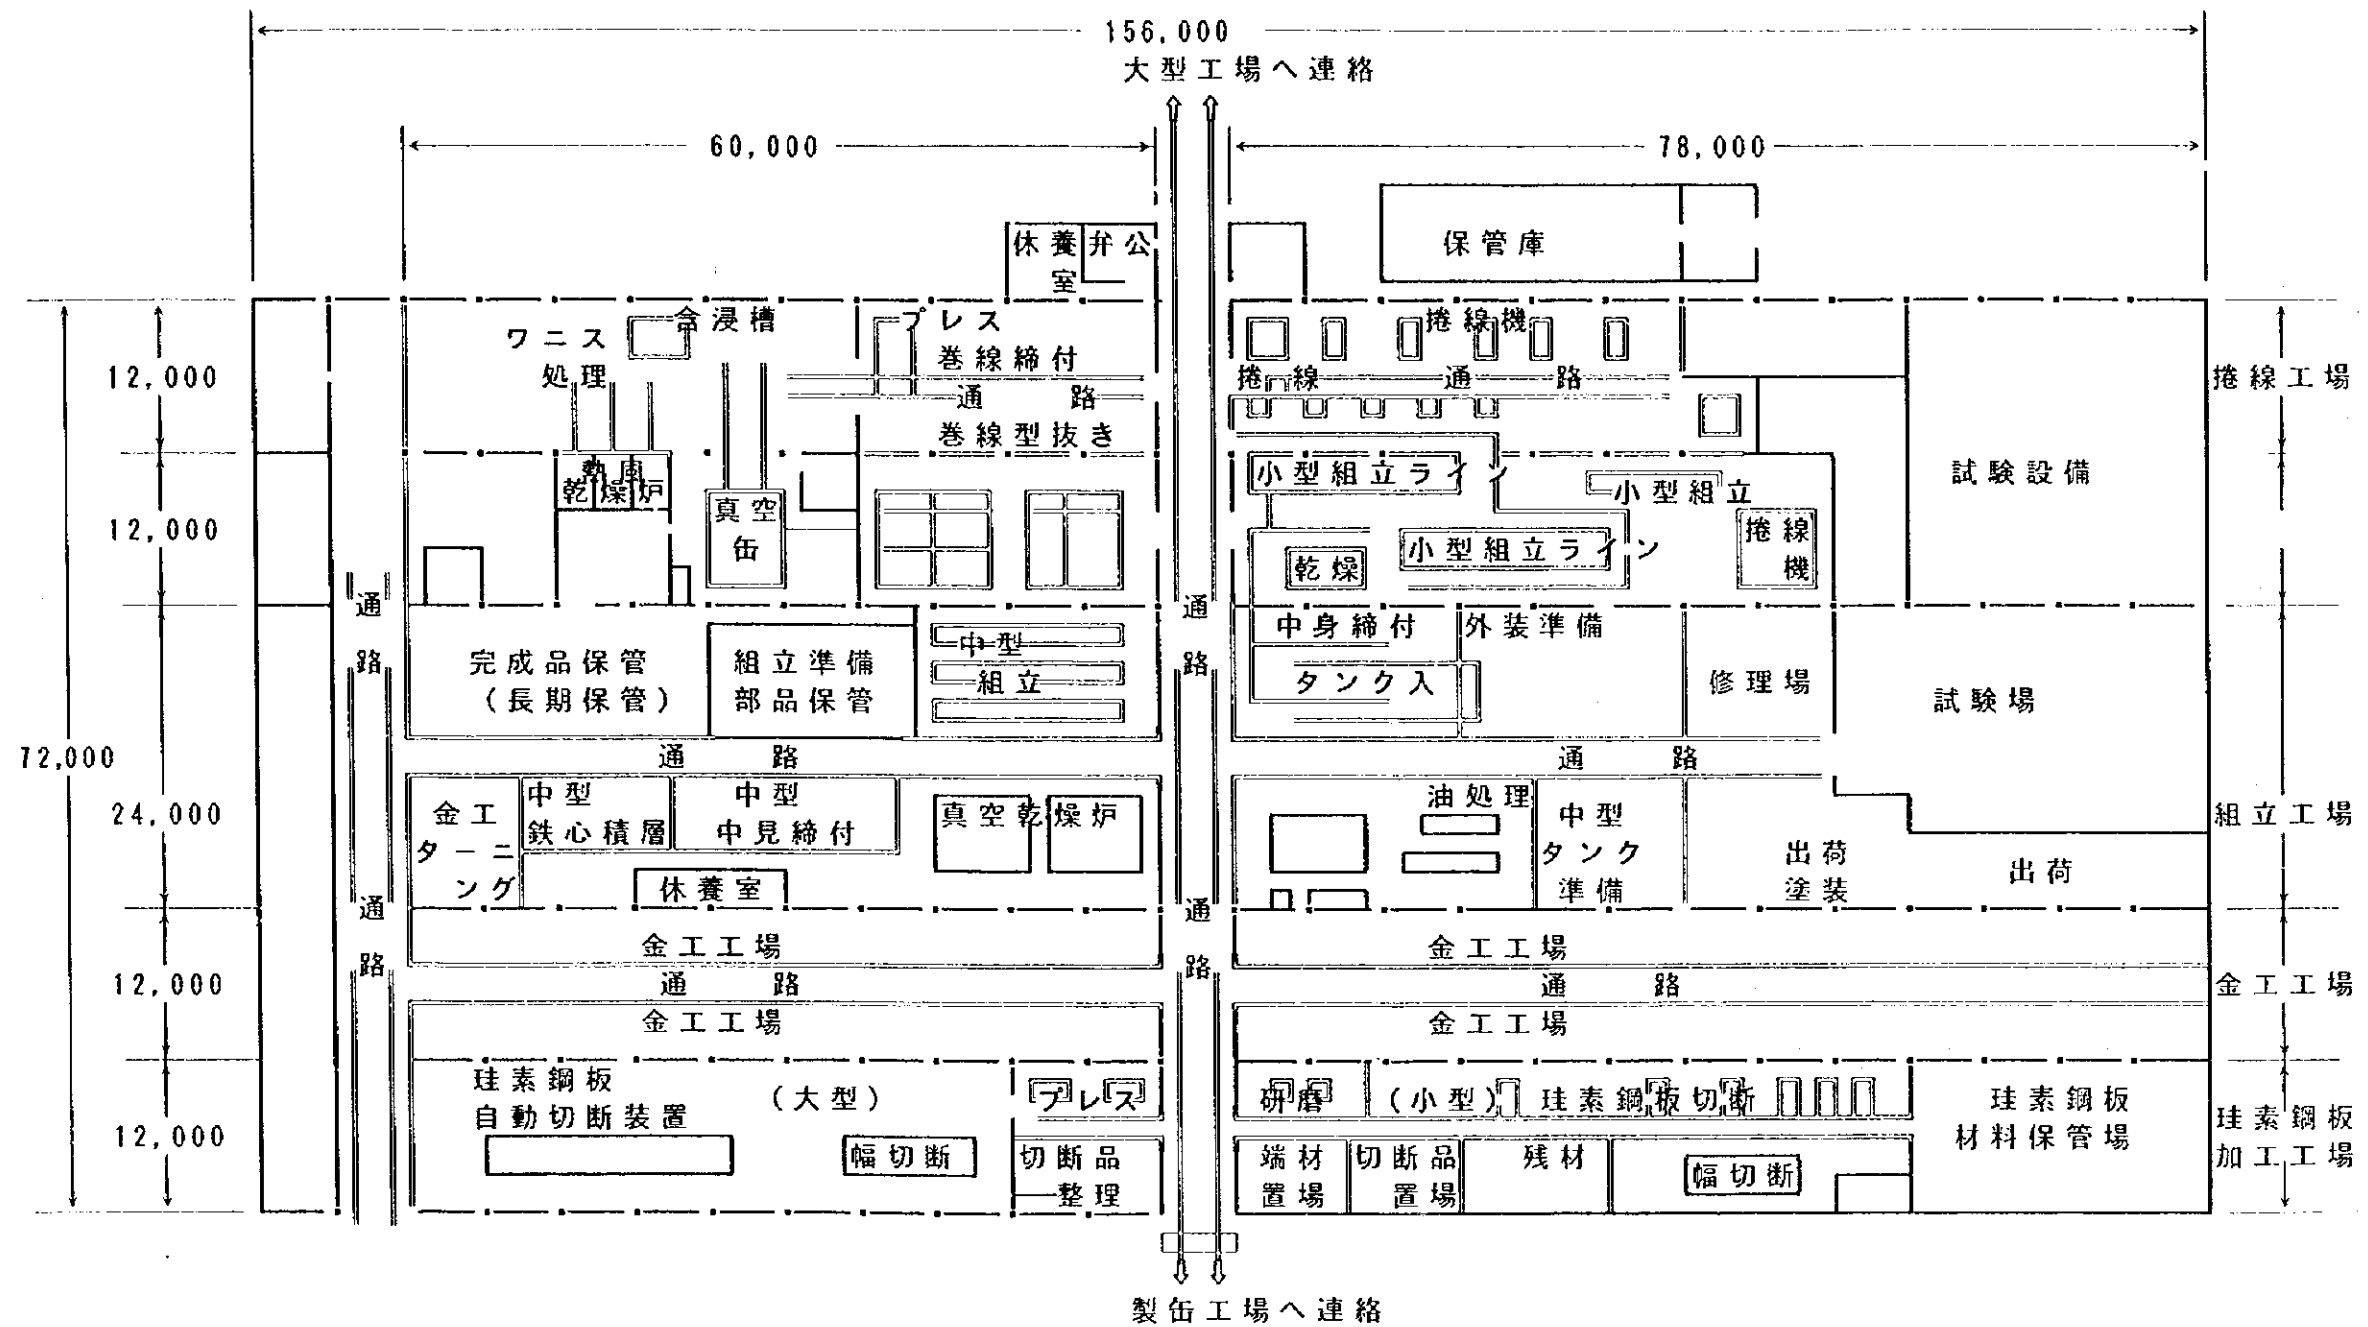 156,000
大型工場へ連絡
60,000
78,000
休養室
弁公
保管庫
ワニス
処理
含浸槽
プレス
巻線締付
通路
巻線型抜き
捲線機
捲線
通路
12,000
捲線工場
熱風
乾燥炉
真空
缶
小型組立ライン
小型組立
捲線
機
小型組立ライン
乾燥
試験設備
12,000
通路
通路
完成品保管
(長期保管)
組立準備
部品保管
中型
組立
中身締付
タンク入
外装準備
修理場
試験場
72,000
通路
通路
24,000
金工
ターニ
ング
中型
鉄心積層
中型
中見締付
真空乾燥炉
休養室
油処理
中型
タンク
準備
出荷
塗装
出荷
組立工場
通路
通路
金工工場
金工工場
12,000
通路
通路
金工工場
金工工場
金工工場
珪素鋼板
自動切断装置
(大型)
プレス
研磨
(小型)
珪素鋼板切断
珪素鋼板
材料保管場
12,000
幅切断
切断品
整理
端材
置場
切断品
置場
残材
幅切断
珪素鋼板
加工工場
製缶工場へ連絡